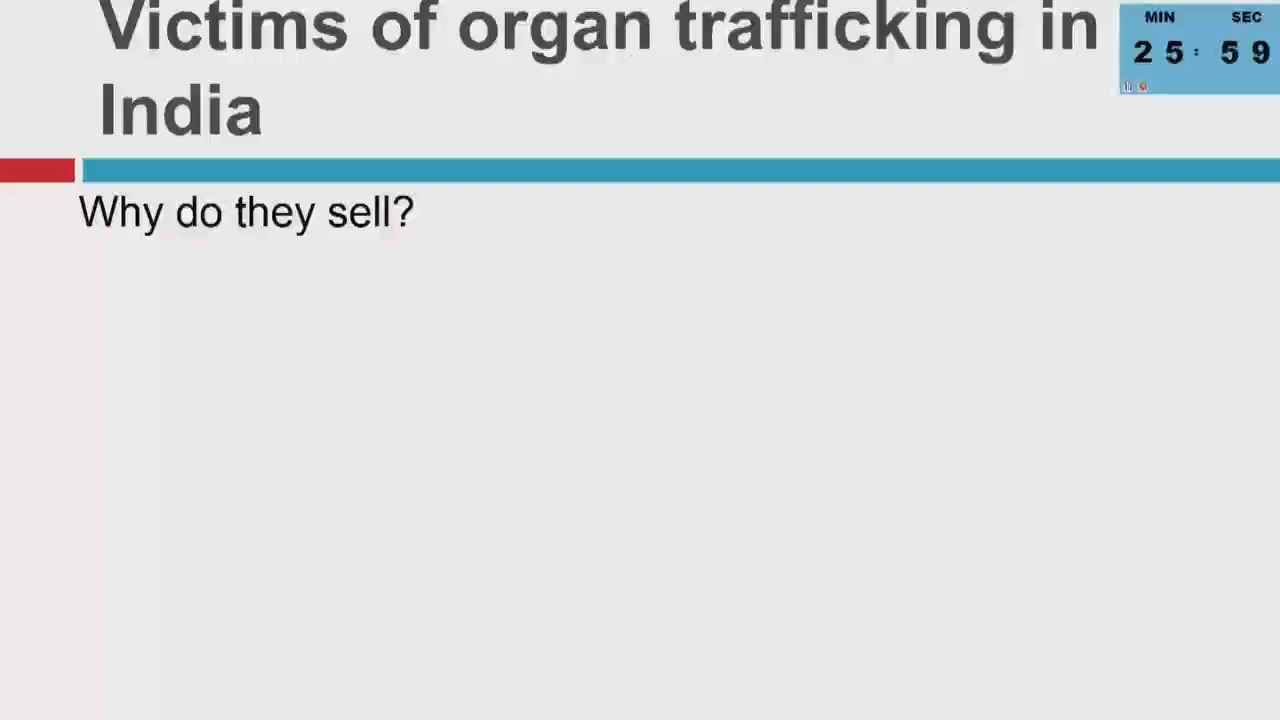 Victims of organ trafficking in
India
MIN SEC
25:59
Why do they sell?